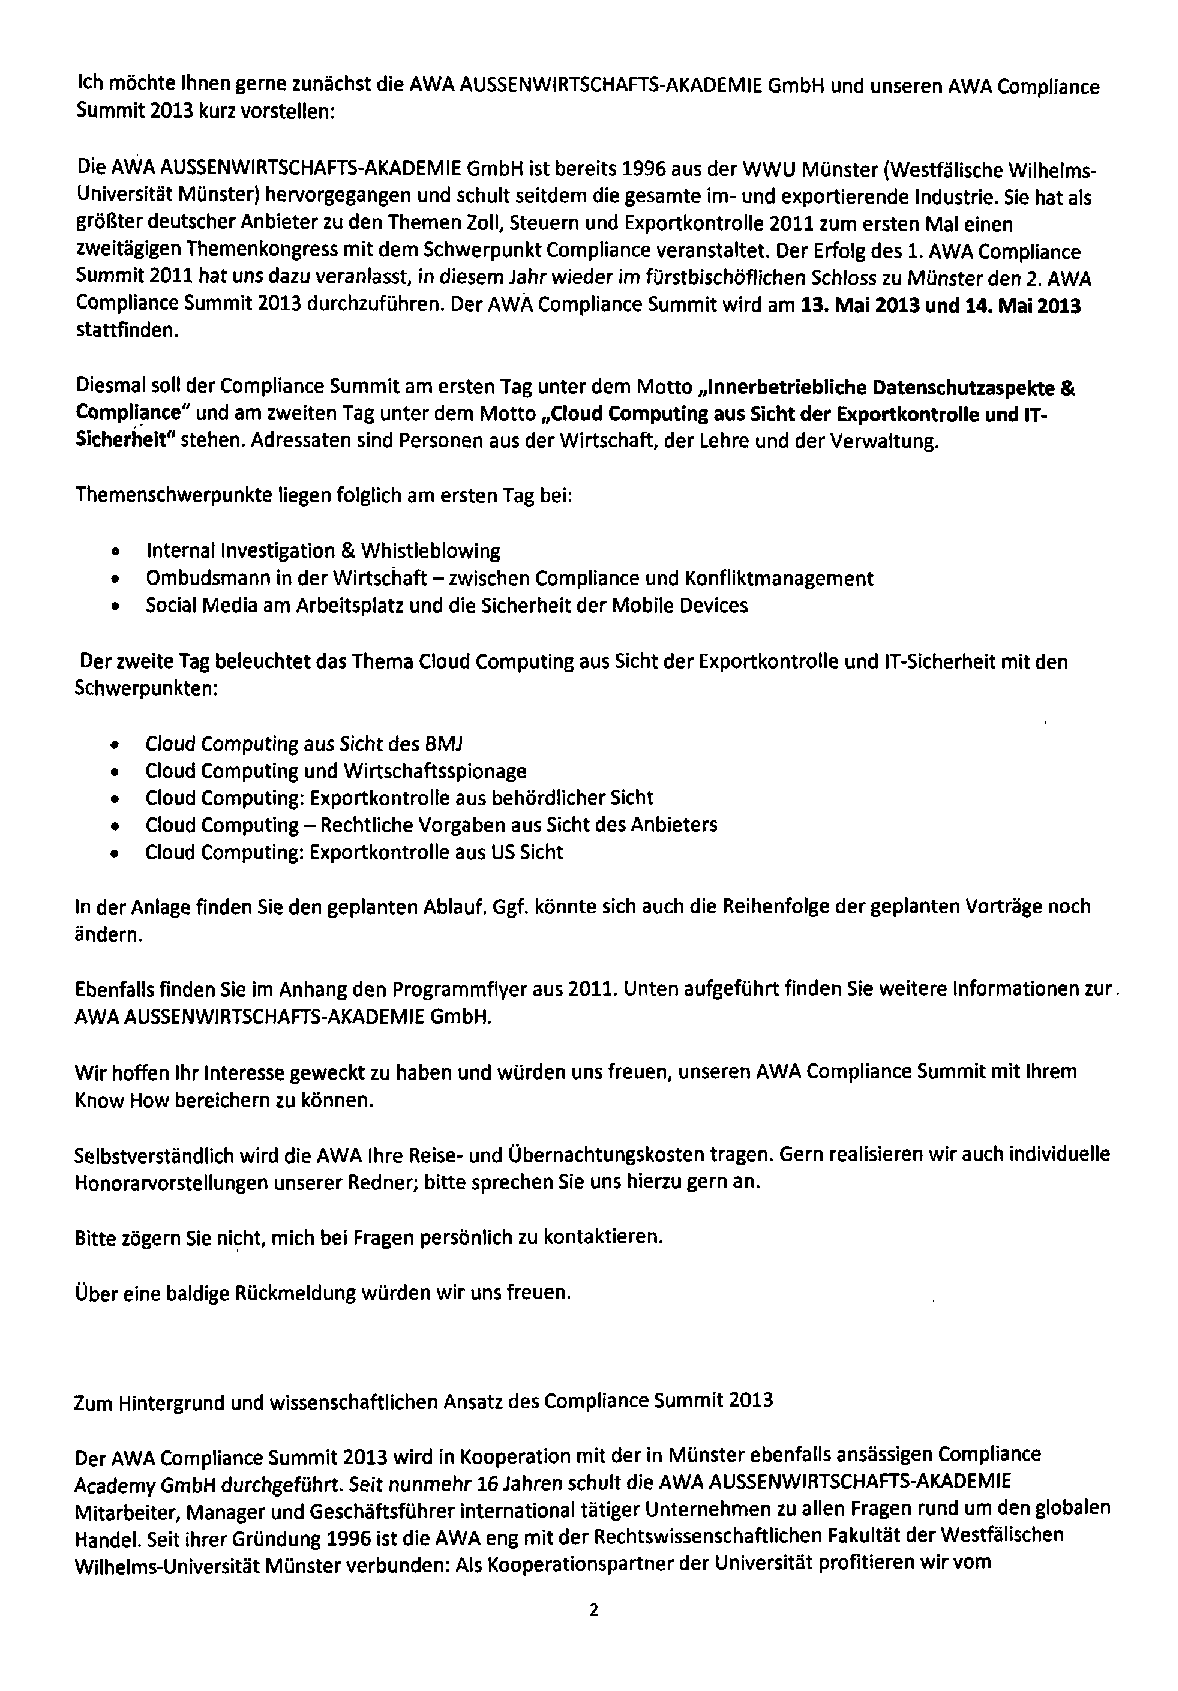 Ich möchte Ihnen gerne zunächst die AWA AUSSENWIRTSCHAFTS-AKADEMIE GmbH und unseren AWA Compliance
Summit 2013 kurz vorstellen:
Die AWA AUSSENWIRTSCHAFTS-AKADEMIE GmbH ist bereits 1996 aus der WWU Münster (Westfälische Wilhelms-
Universität Münster) hervorgegangen und schult seitdem die gesamte im- und exportierende Industrie. Sie hat als
größter deutscher Anbieter zu den Themen Zoll, Steuern und Exportkontrolle 2011 zum ersten Mal einen
zweitägigen Themenkongress mit dem Schwerpunkt Compliance veranstaltet. Der Erfolg des 1. AWA Compliance
Summit 2011 hat uns dazu veranlasst, in diesem Jahr wieder im fürstbischöflichen Schloss zu Münster den 2. AWA
Compliance Summit 2013 durchzuführen. Der AWA Compliance Summit wird am 13. Mai 2013 und 14. Mai 2013
stattfinden.
Diesmal soll der Compliance Summit am ersten Tag unter dem Motto „Innerbetriebliche Datenschutzaspekte &
Compliance“ und am zweiten Tag unter dem Motto „Cloud Computing aus Sicht der Exportkontrolle und IT-
Sicherheit“ stehen. Adressaten sind Personen aus der Wirtschaft, der Lehre und der Verwaltung.
Themenschwerpunkte liegen folglich am ersten Tag bei:
• Internal Investigation & Whistleblowing
• Ombudsmann in der Wirtschaft – zwischen Compliance und Konfliktmanagement
• Social Media am Arbeitsplatz und die Sicherheit der Mobile Devices
Der zweite Tag beleuchtet das Thema Cloud Computing aus Sicht der Exportkontrolle und IT-Sicherheit mit den
Schwerpunkten:
• Cloud Computing aus Sicht des BMJ
• Cloud Computing und Wirtschaftsspionage
• Cloud Computing: Exportkontrolle aus behördlicher Sicht
• Cloud Computing – Rechtliche Vorgaben aus Sicht des Anbieters
• Cloud Computing: Exportkontrolle aus US Sicht
In der Anlage finden Sie den geplanten Ablauf. Ggf. könnte sich auch die Reihenfolge der geplanten Vorträge noch
ändern.
Ebenfalls finden Sie im Anhang den Programmflyer aus 2011. Unten aufgeführt finden Sie weitere Informationen zur
AWA AUSSENWIRTSCHAFTS-AKADEMIE GmbH.
Wir hoffen Ihr Interesse geweckt zu haben und würden uns freuen, unseren AWA Compliance Summit mit Ihrem
Know How bereichern zu können.
Selbstverständlich wird die AWA Ihre Reise- und Übernachtungskosten tragen. Gern realisieren wir auch individuelle
Honorarvorstellungen unserer Redner; bitte sprechen Sie uns hierzu gern an.
Bitte zögern Sie nicht, mich bei Fragen persönlich zu kontaktieren.
Über eine baldige Rückmeldung würden wir uns freuen.
Zum Hintergrund und wissenschaftlichen Ansatz des Compliance Summit 2013
Der AWA Compliance Summit 2013 wird in Kooperation mit der in Münster ebenfalls ansässigen Compliance
Academy GmbH durchgeführt. Seit nunmehr 16 Jahren schult die AWA AUSSENWIRTSCHAFTS-AKADEMIE
Mitarbeiter, Manager und Geschäftsführer international tätiger Unternehmen zu allen Fragen rund um den globalen
Handel. Seit ihrer Gründung 1996 ist die AWA eng mit der Rechtswissenschaftlichen Fakultät der Westfälischen
Wilhelms-Universität Münster verbunden: Als Kooperationspartner der Universität profitieren wir vom
2